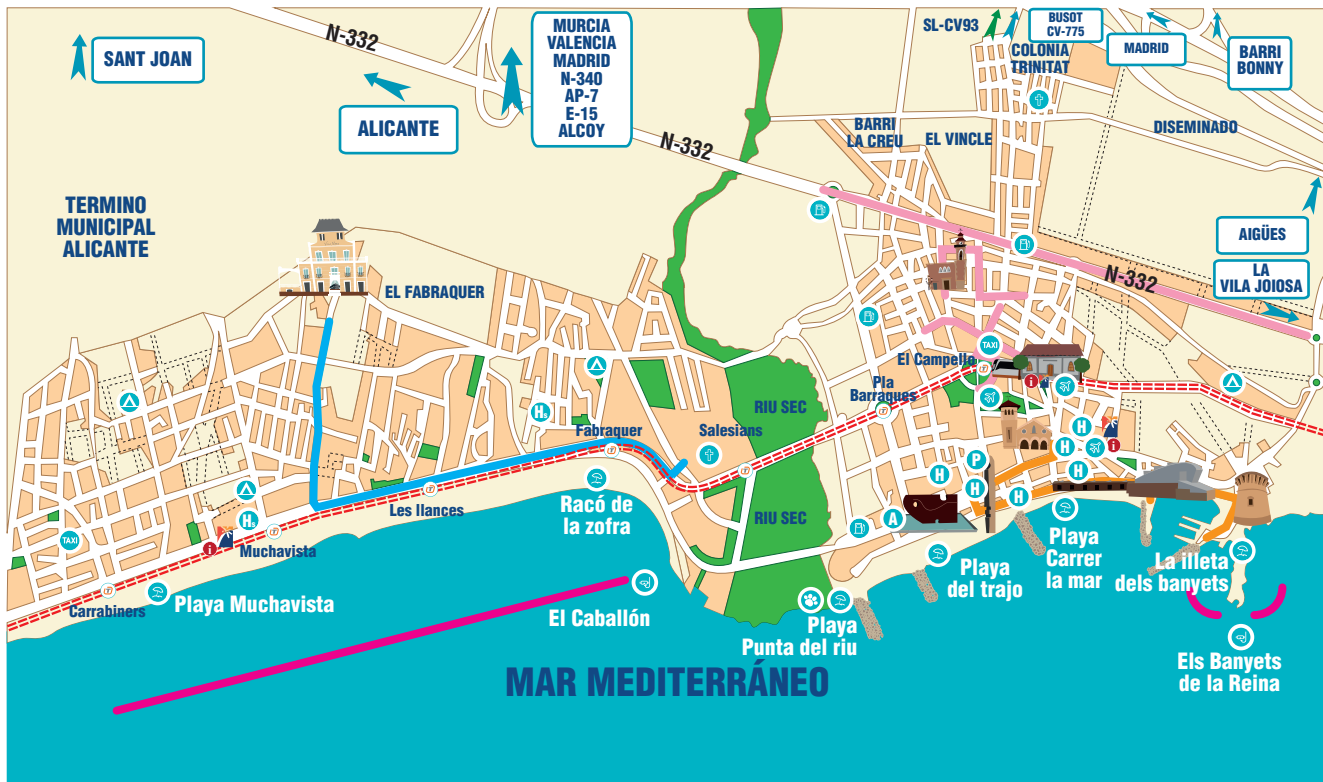 SANT JOAN
N-332
ALICANTE
MURCIA
VALENCIA
MADRID
N-340
AP-7
E-15
ALCOY
N-332
SL-CV93
BUSOT
CV-775
MADRID
BARRI
BONNY
COLONIA
TRINITAT
BARRI
LA CREU
EL VINCLE
DISEMINADO
TERMINO
MUNICIPAL
ALICANTE
AIGÜES
LA
VILA JOIOSA
N-332
EL FABRAQUER
TAXI
El Campello
Pla
Barraques
i
RIU SEC
Hs
Fabraquer
Salesians
H
i
P
H
H
H
H
A
Racó de
la zofra
RIU SEC
Les llances
Hs
TAXI
i
Muchavista
Carrabiners
Playa Muchavista
El Caballón
Playa
Punta del riu
Playa
del trajo
Playa
Carrer
la mar
La illeta
dels banyets
Els Banyets
de la Reina
MAR MEDITERRÁNEO